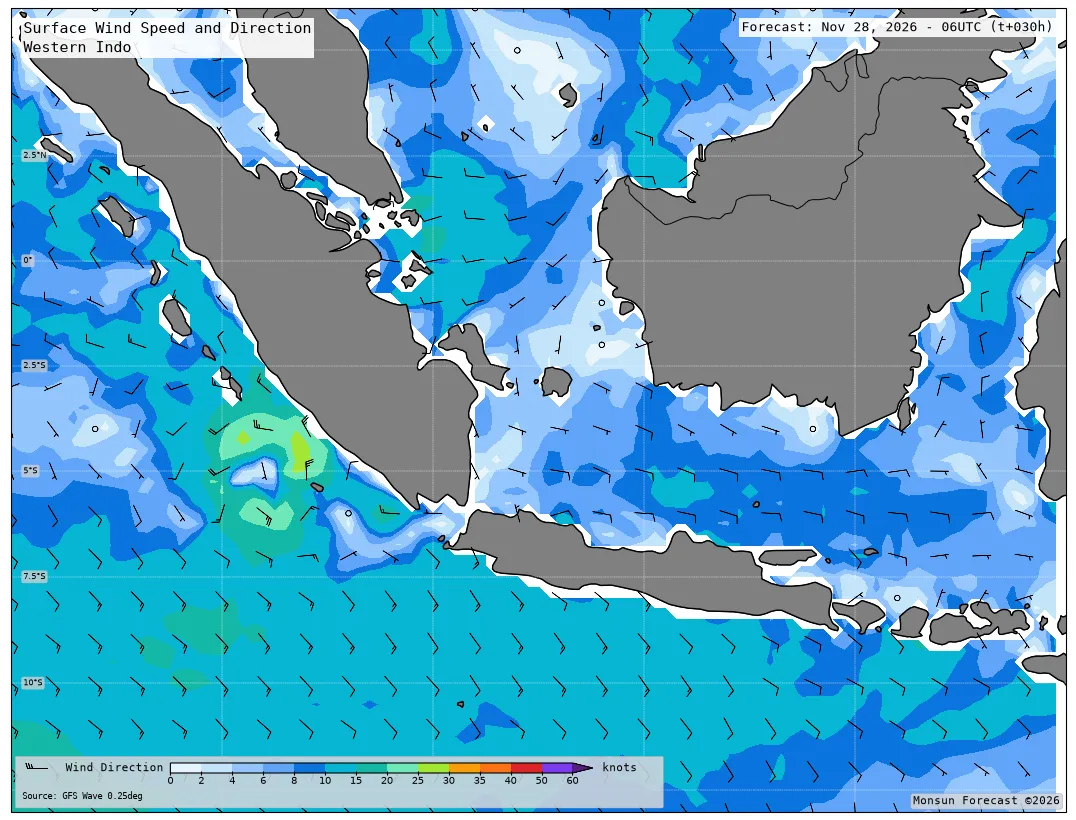 Surface Wind Speed and Direction
Western Indo
Forecast: Nov 28, 2026 - 06UTC (t+030h)
2.5°N
0°
2.5°S
5°S
7.5°S
10°S
Wind Direction
0 2 4 6 8 10 15 20 25 30 35 40 50 60
knots
Source: GFS Wave 0.25deg
Monsun Forecast ©2026